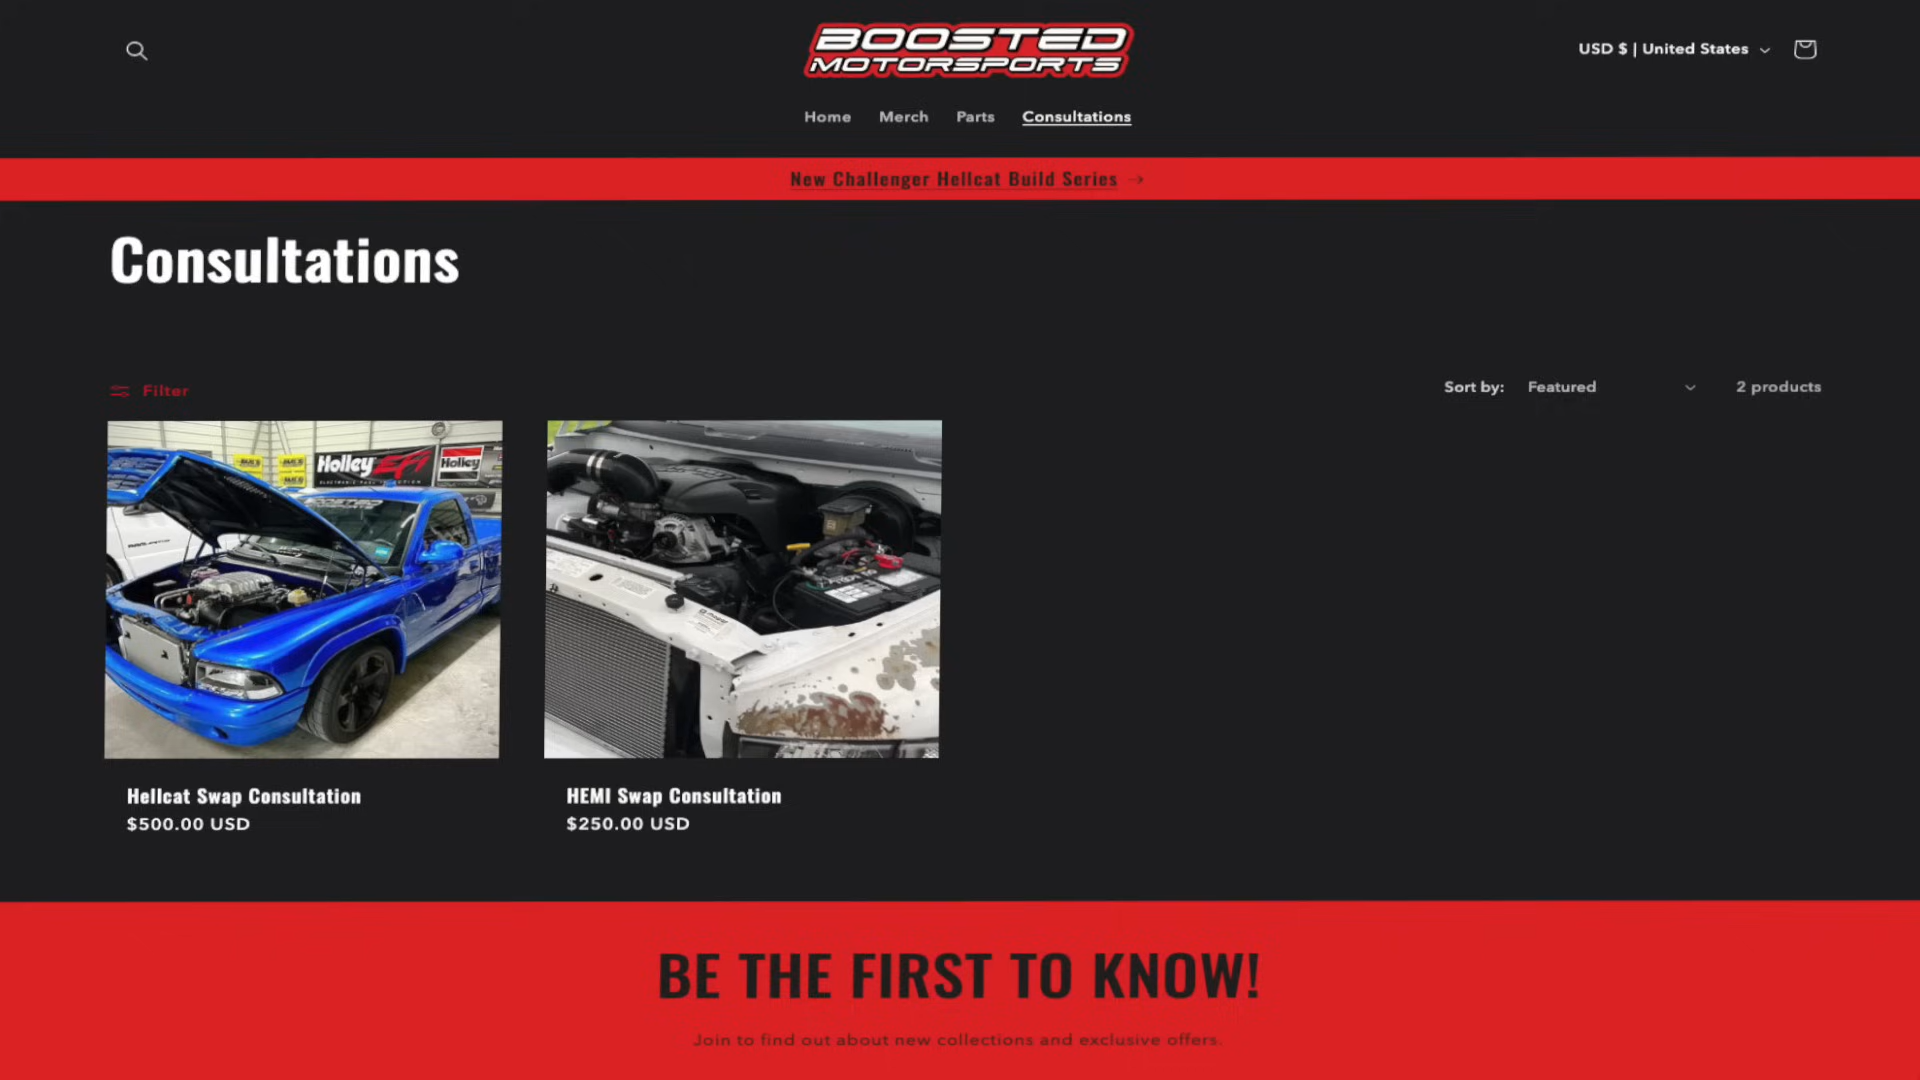 BOOSTED
MOTORSPORTS
USD $ | United States
Home
Merch
Parts
Consultations
New Challenger Hellcat Build Series →
Consultations
Filter
Sort by:
Featured
2 products
Holley EFI
Holley
BOOSTED
Hellcat Swap Consultation
$500.00 USD
HEMI Swap Consultation
$250.00 USD
BE THE FIRST TO KNOW!
Join to find out about new collections and exclusive offers.